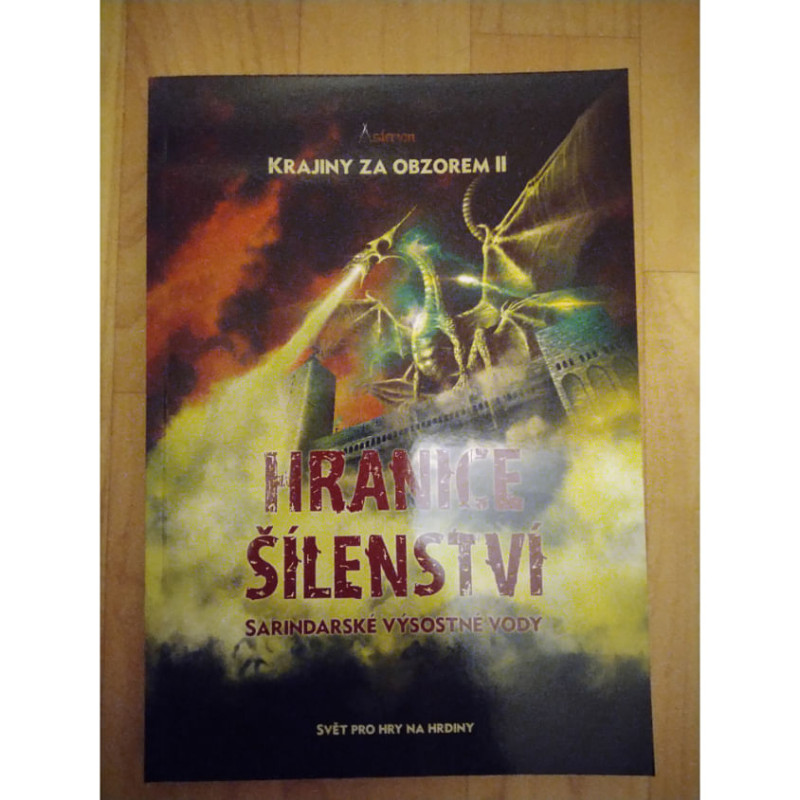 Asterion
KRAJINY ZA OBZOREM II
HRANICE
ŠÍLENSTVÍ
SARINDARSKÉ VÝSOSTNÉ VODY
SVĚT PRO HRY NA HRDINY